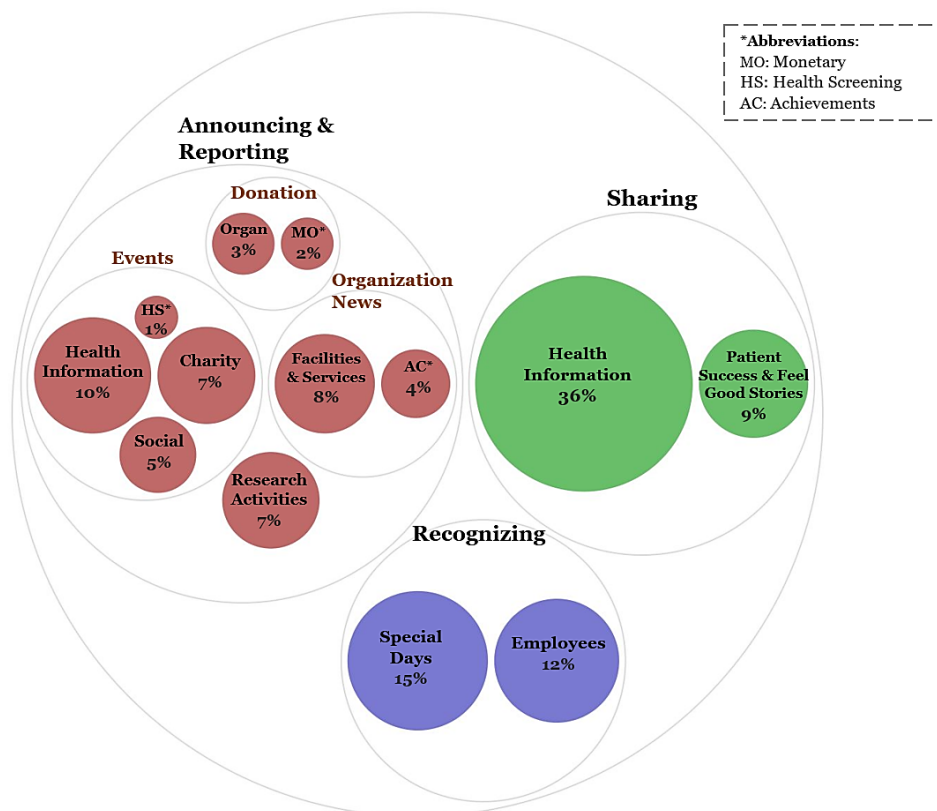 *Abbreviations:
MO: Monetary
HS: Health Screening
AC: Achievements
Announcing &
Reporting
Donation
Organ
3%
MO*
2%
Events
HS*
1%
Health
Information
10%
Charity
7%
Social
5%
Organization
News
Facilities
& Services
8%
AC*
4%
Research
Activities
7%
Sharing
Health
Information
36%
Patient
Success & Feel
Good Stories
9%
Recognizing
Special
Days
15%
Employees
12%